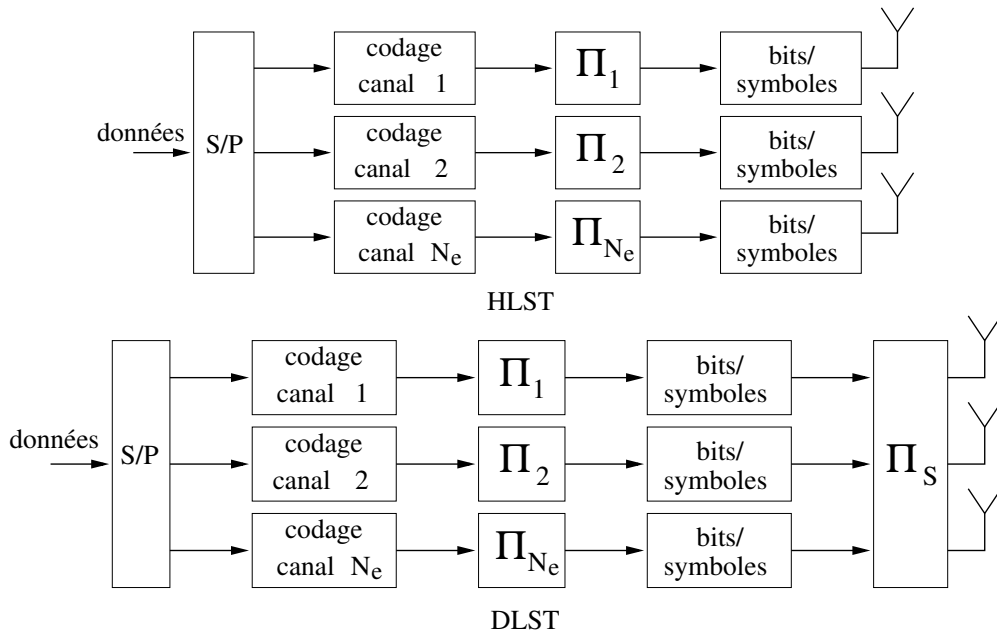 données
S/P
codage
canal 1
Π1
bits/
symboles
codage
canal 2
Π2
bits/
symboles
codage
canal Ne
ΠNe
bits/
symboles
HLST
données
S/P
codage
canal 1
Π1
bits/
symboles
codage
canal 2
Π2
bits/
symboles
codage
canal Ne
ΠNe
bits/
symboles
ΠS
DLST